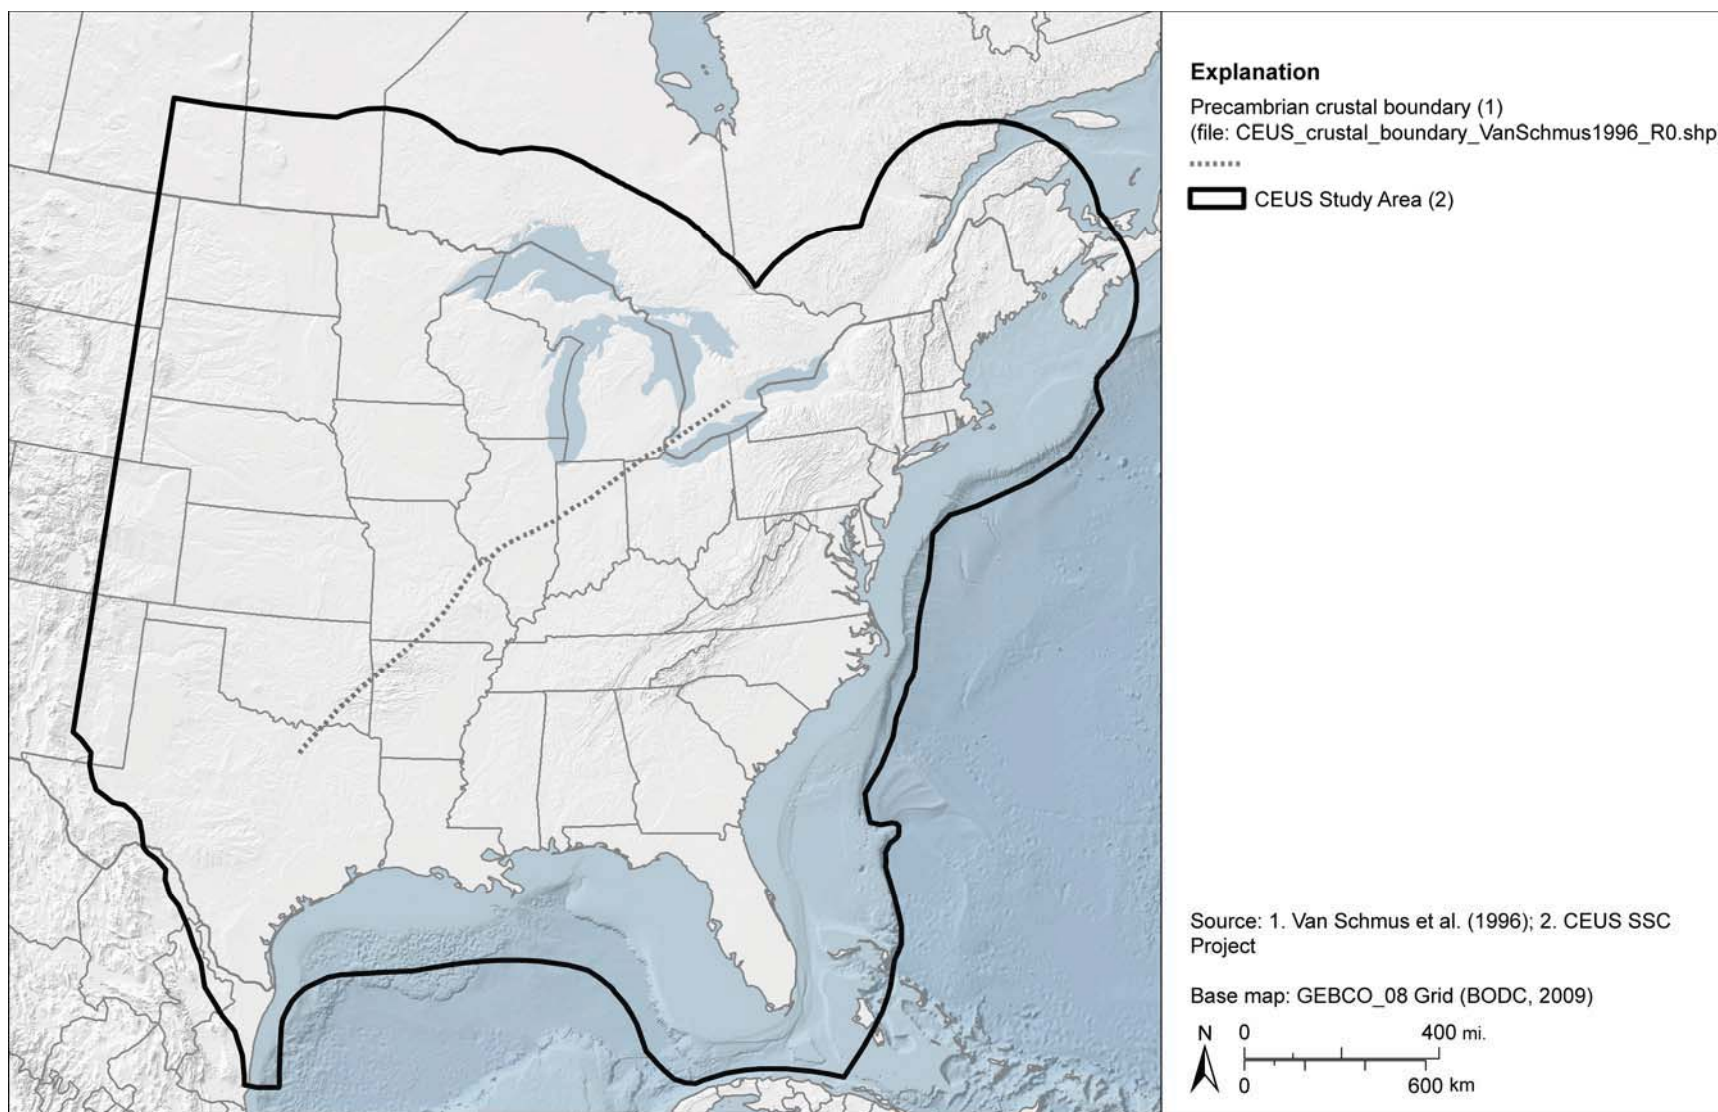 Explanation
Precambrian crustal boundary (1)
(file: CEUS_crustal_boundary_VanSchmus1996_R0.shp
CEUS Study Area (2)
Source: 1. Van Schmus et al. (1996); 2. CEUS SSC
Project
Base map: GEBCO_08 Grid (BODC, 2009)
N 0 400 mi.
0 600 km